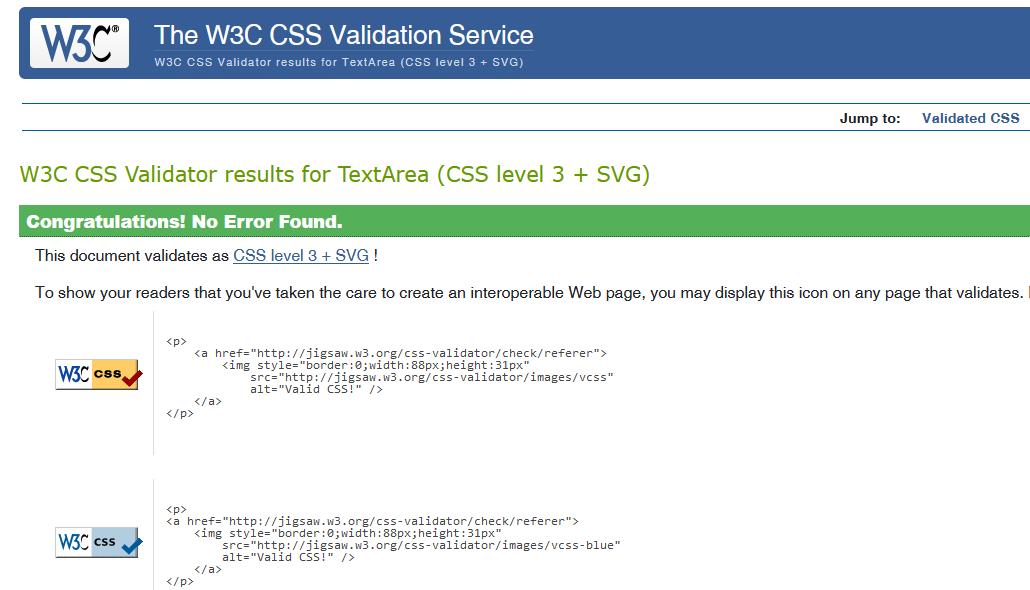 W3C® The W3C CSS Validation Service
W3C CSS Validator results for TextArea (CSS level 3 + SVG)
Jump to: Validated CSS
W3C CSS Validator results for TextArea (CSS level 3 + SVG)
Congratulations! No Error Found.
This document validates as CSS level 3 + SVG !
To show your readers that you've taken the care to create an interoperable Web page, you may display this icon on any page that validates.
<p>
<a href="http://jigsaw.w3.org/css-validator/check/referer">
<img style="border:0;width:88px;height:31px"
W3C css
src="http://jigsaw.w3.org/css-validator/images/vcss"
alt="Valid CSS!" />
</a>
</p>
<p>
<a href="http://jigsaw.w3.org/css-validator/check/referer">
<img style="border:0;width:88px;height:31px"
W3C css
src="http://jigsaw.w3.org/css-validator/images/vcss-blue"
alt="Valid CSS!" />
</a>
</p>